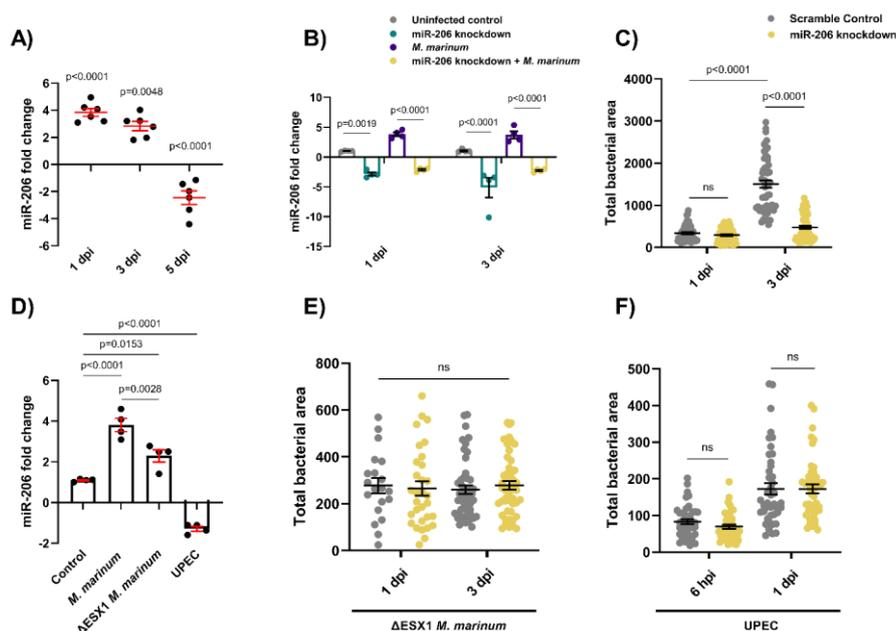 A)
miR-206 fold change
6
4
2
0
-2
-4
-6
p<0.0001
p=0.0048
p<0.0001
1 dpi
3 dpi
5 dpi
B)
Uninfected control
miR-206 knockdown
M. marinum
miR-206 knockdown + M. marinum
miR-206 fold change
10
5
0
-5
-10
-15
p=0.0019
p<0.0001
p<0.0001
p<0.0001
1 dpi
3 dpi
C)
Scramble Control
miR-206 knockdown
Total bacterial area
4000
3000
2000
1000
0
p<0.0001
p<0.0001
ns
1 dpi
3 dpi
D)
miR-206 fold change
6
4
2
0
-2
p<0.0001
p=0.0153
p<0.0001
p=0.0028
Control
M. marinum
ΔESX1 M. marinum
UPEC
E)
Total bacterial area
800
600
400
200
0
ns
1 dpi
3 dpi
ΔESX1 M. marinum
F)
Total bacterial area
500
400
300
200
100
0
ns
ns
6 hpi
1 dpi
UPEC